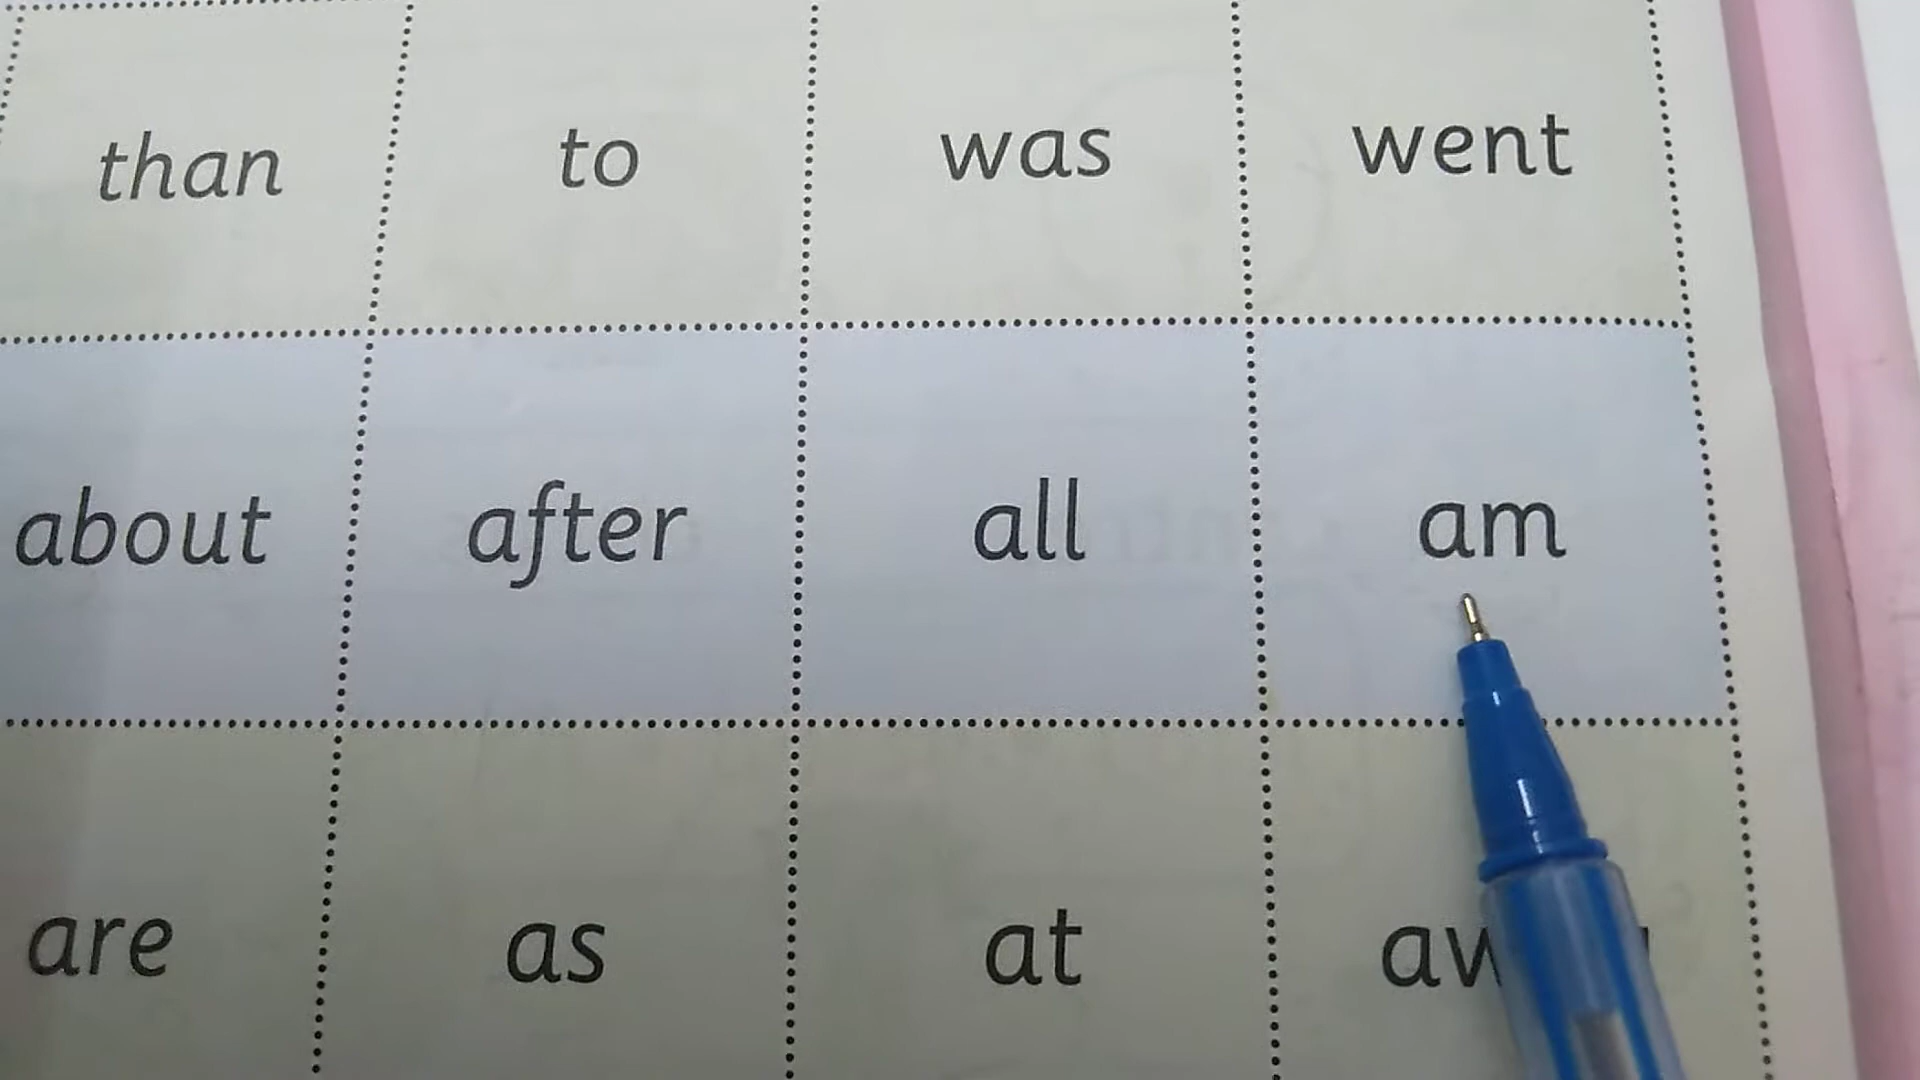 than to was went
about after all am
are as at